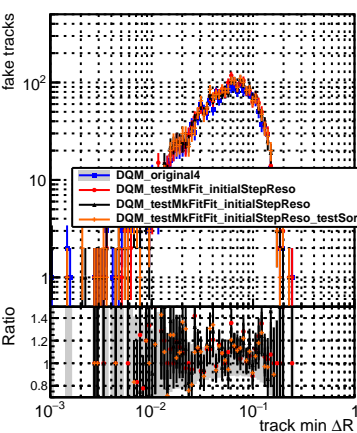 fake tracks
10²
10
1
DQM_original4
DQM_testMkFit_initialStepReso
DQM_testMkFitFit_initialStepReso
DQM_testMkFitFit_initialStepReso_testSor
Ratio
1.4
1.2
1
0.8
10⁻³ 10⁻² 10⁻¹ 1
track min ΔR